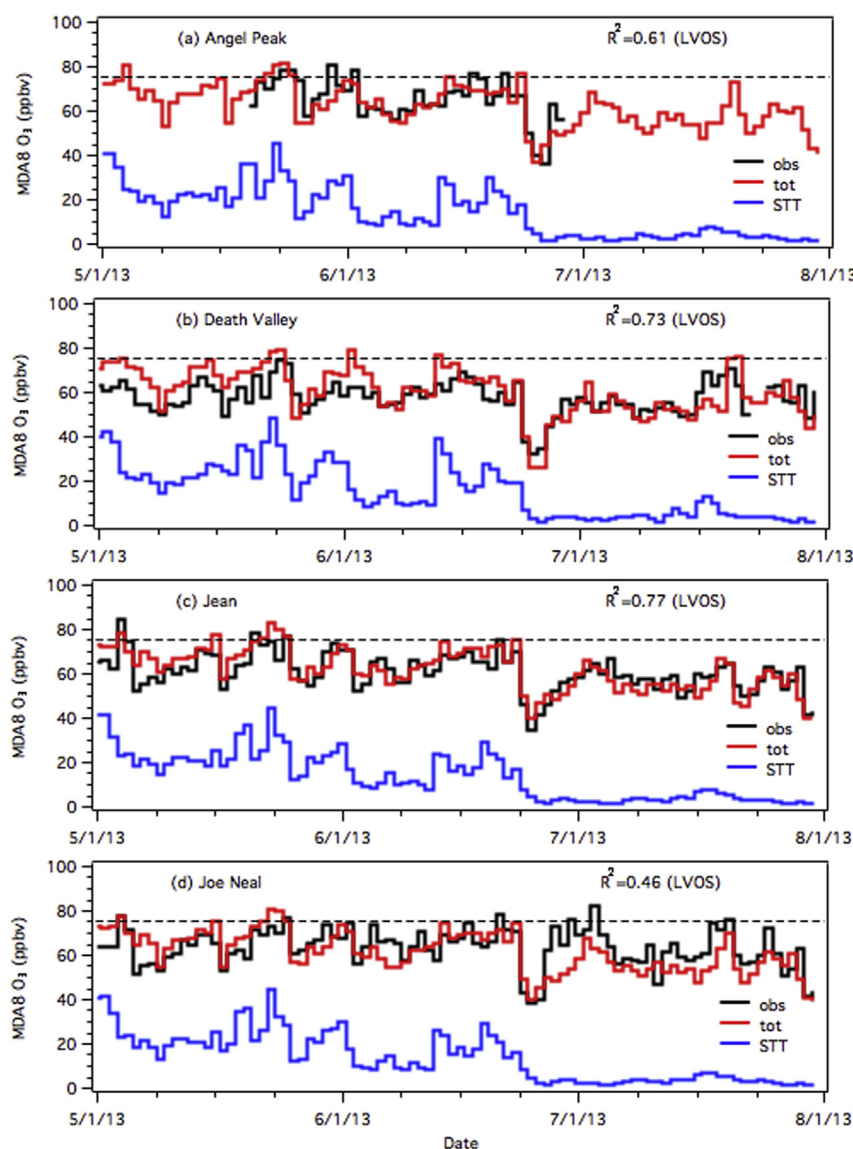 100
(a) Angel Peak
R²=0.61 (LVOS)
80
60
40
20
0
MDA8 O₃ (ppbv)
obs
tot
STT
5/1/13
6/1/13
7/1/13
8/1/13
100
(b) Death Valley
R²=0.73 (LVOS)
80
60
40
20
0
MDA8 O₃ (ppbv)
obs
tot
STT
5/1/13
6/1/13
7/1/13
8/1/13
100
(c) Jean
R²=0.77 (LVOS)
80
60
40
20
0
MDA8 O₃ (ppbv)
obs
tot
STT
5/1/13
6/1/13
7/1/13
8/1/13
100
(d) Joe Neal
R²=0.46 (LVOS)
80
60
40
20
0
MDA8 O₃ (ppbv)
obs
tot
STT
5/1/13
6/1/13
7/1/13
8/1/13
Date